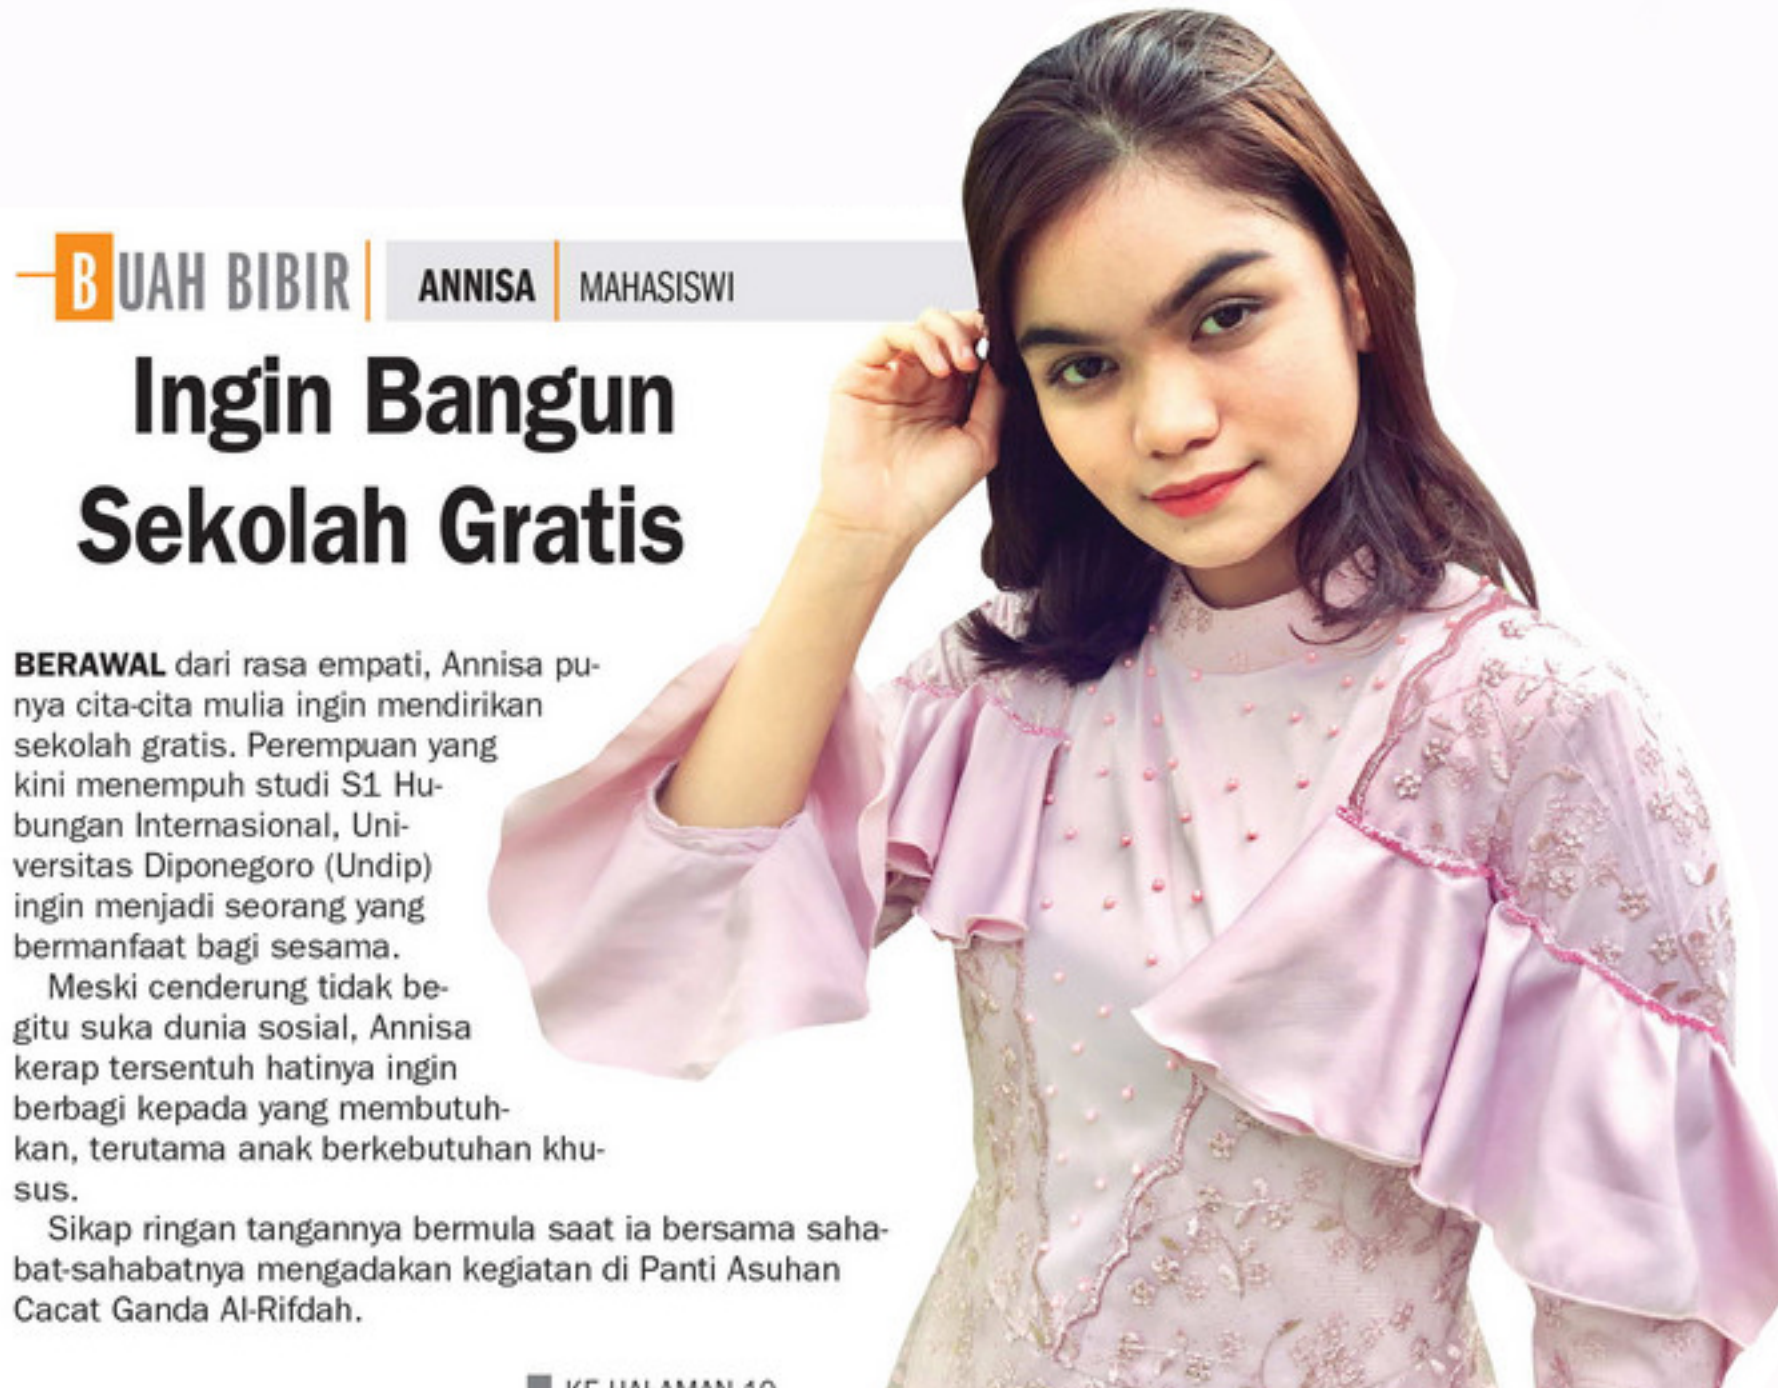 BUAH BIBIR ANNISA MAHASISWI
Ingin Bangun
Sekolah Gratis
BERAWAL dari rasa empati, Annisa pu-
nya cita-cita mulia ingin mendirikan
sekolah gratis. Perempuan yang
kini menempuh studi S1 Hu-
bungan Internasional, Uni-
versitas Diponegoro (Undip)
ingin menjadi seorang yang
bermanfaat bagi sesama.
Meski cenderung tidak be-
gitu suka dunia sosial, Annisa
kerap tersentuh hatinya ingin
berbagi kepada yang membutuh-
kan, terutama anak berkebutuhan khu-
sus.
Sikap ringan tangannya bermula saat ia bersama saha-
bat-sahabatnya mengadakan kegiatan di Panti Asuhan
Cacat Ganda Al-Rifdah.
KE HALAMAN